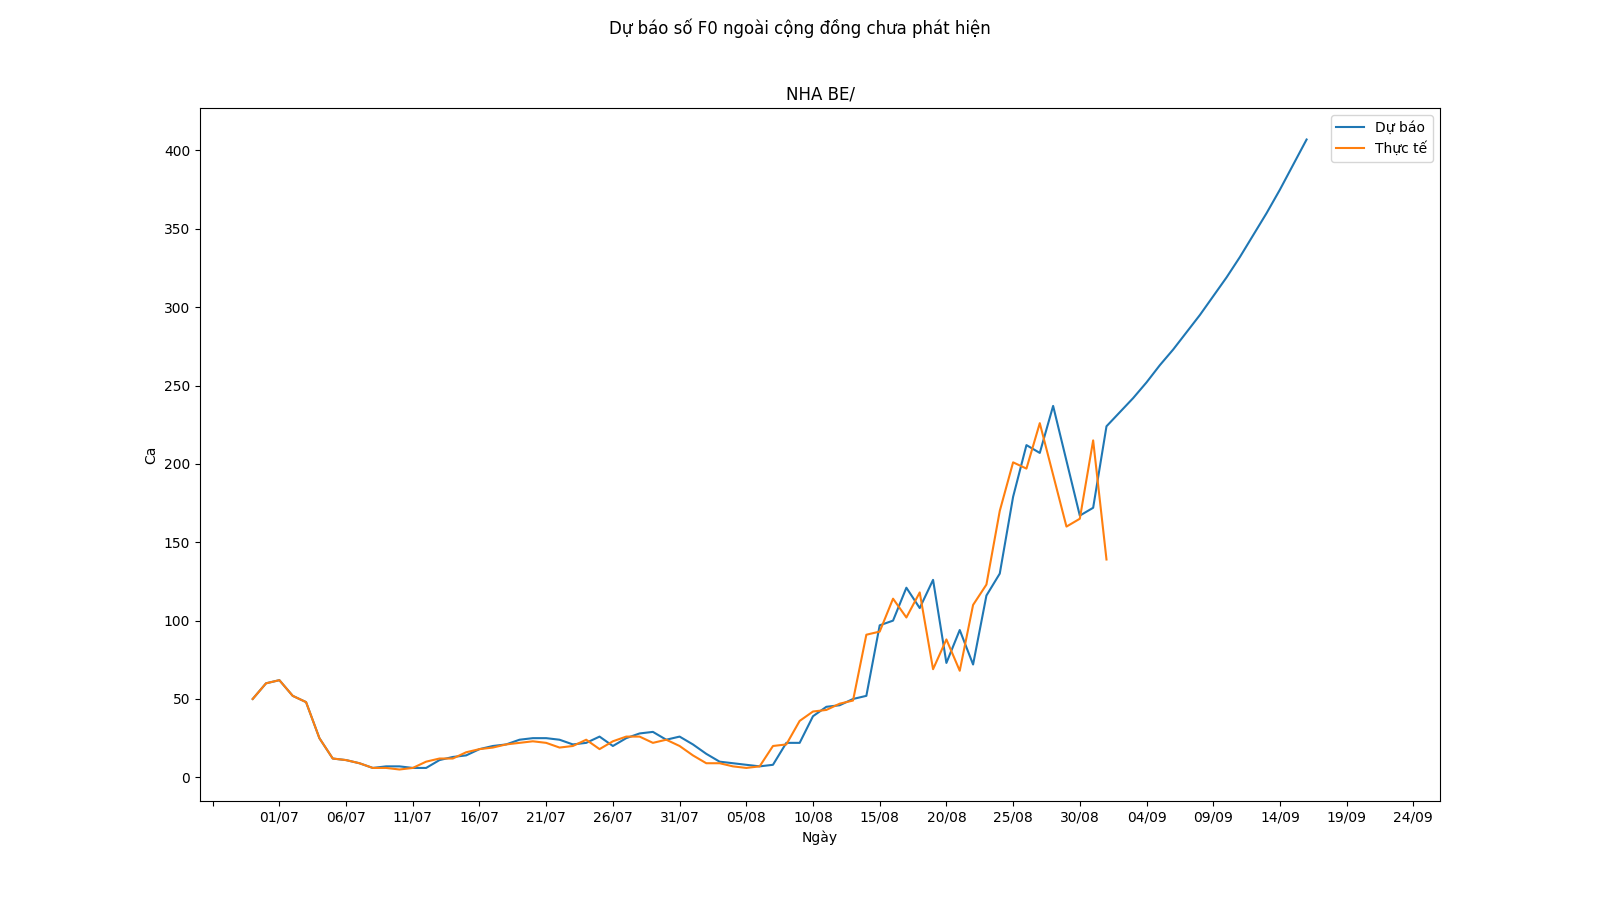 Dự báo số F0 ngoài cộng đồng chưa phát hiện
NHA BE/
Dự báo
Thực tế
400
350
300
250
200
150
100
50
0
Ca
01/07 06/07 11/07 16/07 21/07 26/07 31/07 05/08 10/08 15/08 20/08 25/08 30/08 04/09 09/09 14/09 19/09 24/09
Ngày